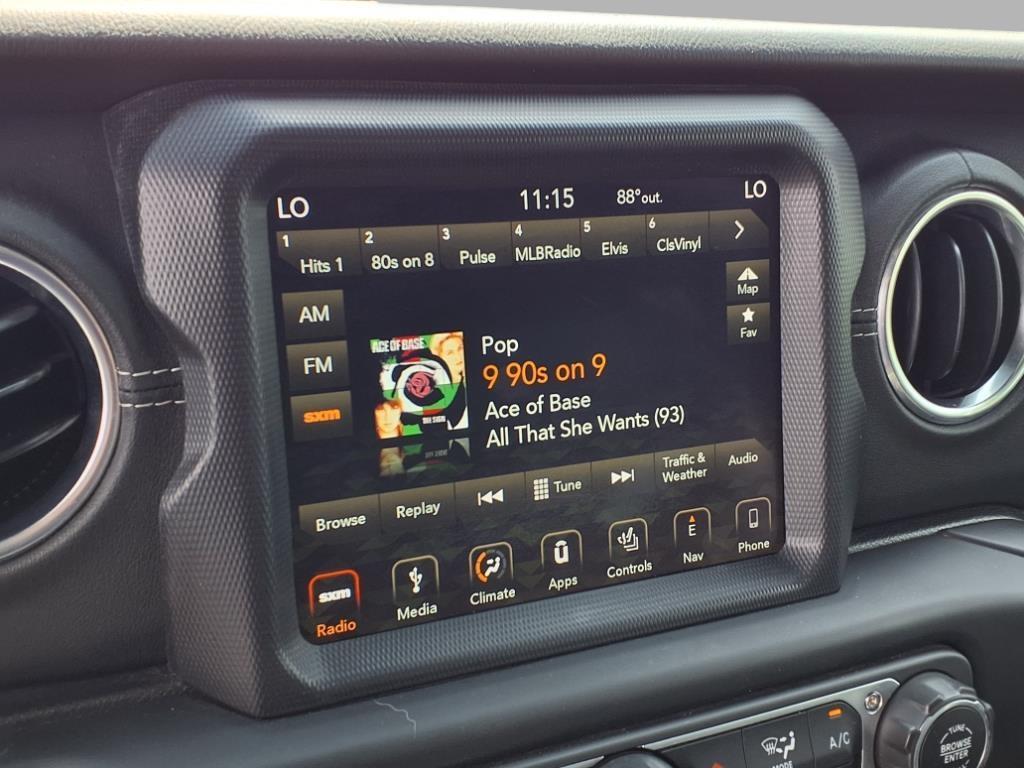 LO 11:15 88°out. LO
1 Hits 1
2 80s on 8
3 Pulse
4 MLBRadio
5 Elvis
6 ClsVinyl
Map
Fav
AM
FM
sxm
ACE OF BASE
THE SIGN
Pop
9 90s on 9
Ace of Base
All That She Wants (93)
Browse Replay Tune Traffic &
Weather Audio
sxm
Radio
Media
Climate
Apps
Controls
E
Nav
Phone
MODE
A/C
TUNE
BROWSE
ENTER